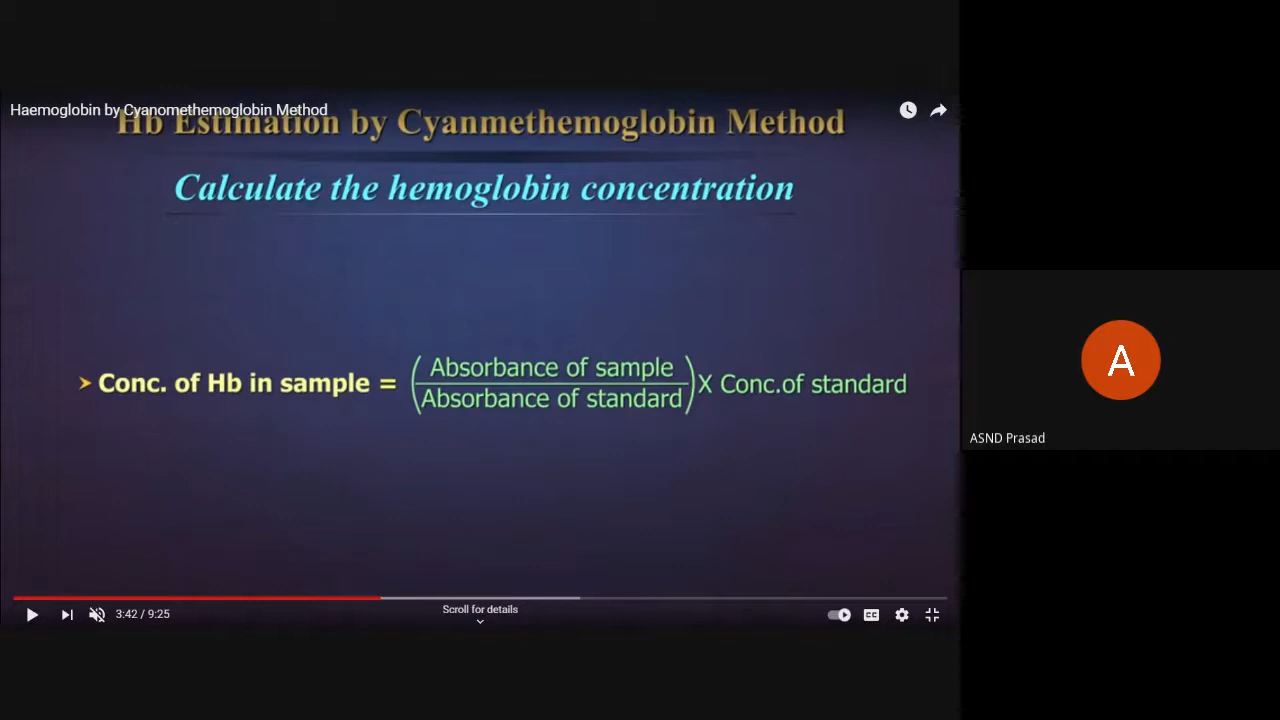 Haemoglobin by Cyanomethemoglobin Method
Hb Estimation by Cyanmethemoglobin Method
Calculate the hemoglobin concentration
➤ Conc. of Hb in sample = (Absorbance of sample / Absorbance of standard) X Conc.of standard
A
ASND Prasad
Scroll for details
3:42 / 9:25
CC